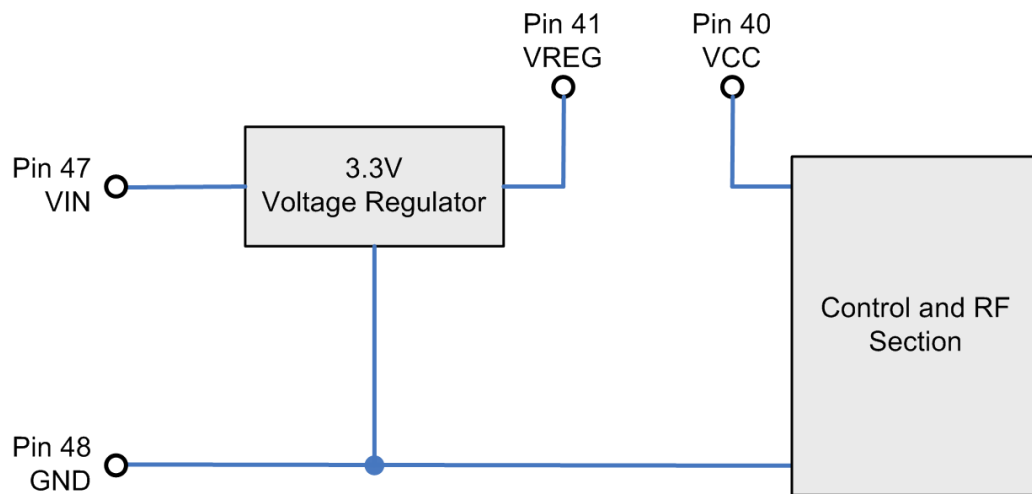 Pin 41
VREG
Pin 40
VCC
Pin 47
VIN
3.3V
Voltage Regulator
Control and RF
Section
Pin 48
GND